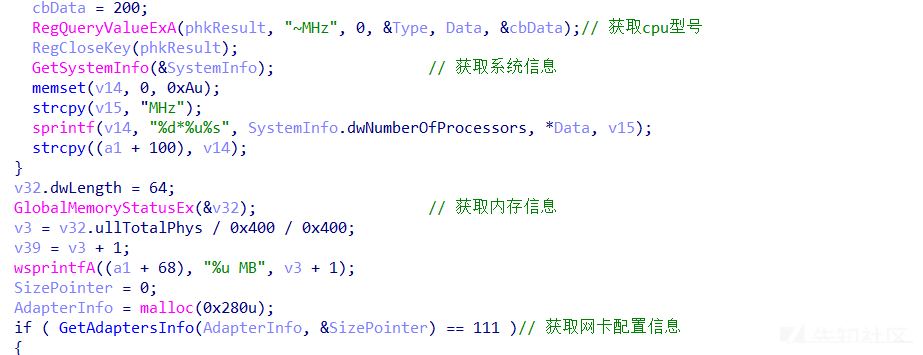 cbData = 200;
RegQueryValueExA(phkResult, "~MHz", 0, &Type, Data, &cbData);// 获取cpu型号
RegCloseKey(phkResult);
GetSystemInfo(&SystemInfo); // 获取系统信息
memset(v14, 0, 0xAu);
strcpy(v15, "MHz");
sprintf(v14, "%d*%u%s", SystemInfo.dwNumberOfProcessors, *Data, v15);
strcpy((a1 + 100), v14);
}
v32.dwLength = 64;
GlobalMemoryStatusEx(&v32); // 获取内存信息
v3 = v32.ullTotalPhys / 0x400 / 0x400;
v39 = v3 + 1;
wsprintfA((a1 + 68), "%u MB", v3 + 1);
SizePointer = 0;
AdapterInfo = malloc(0x280u);
if ( GetAdaptersInfo(AdapterInfo, &SizePointer) == 111 )// 获取网卡配置信息
{
先知社区